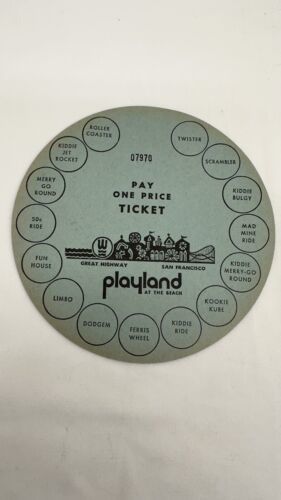 07970
PAY
ONE PRICE
TICKET
GREAT HIGHWAY
SAN FRANCISCO
playland
AT THE BEACH
TWISTER
SCRAMBLER
KIDDIE
BULGY
MAD
MINE
RIDE
KIDDIE
MERRY-GO
ROUND
KOOKIE
KUBE
KIDDIE
RIDE
FERRIS
WHEEL
DODGEM
LIMBO
FUN
HOUSE
50¢
RIDE
MERRY
GO
ROUND
KIDDIE
JET
ROCKET
ROLLER
COASTER